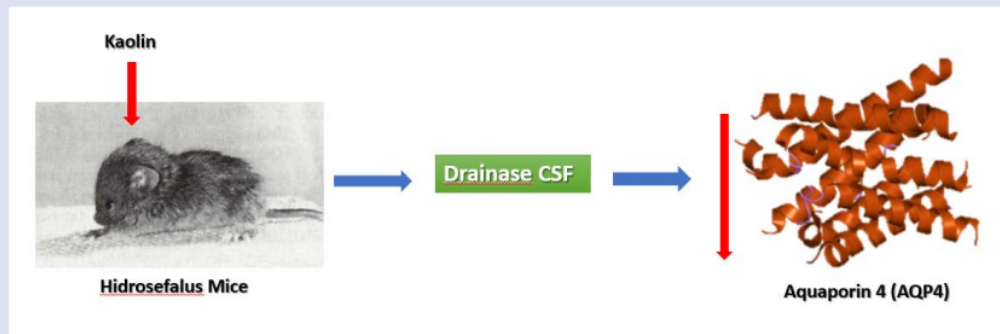 Kaolin
Drainase CSF
Hidrosefalus Mice
Aquaporin 4 (AQP4)